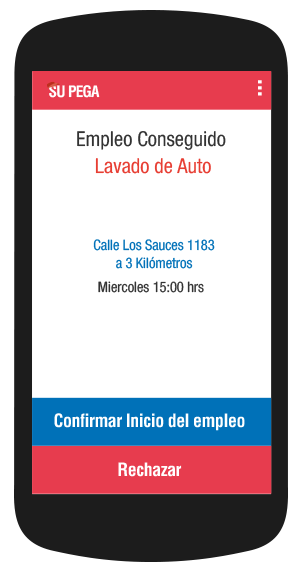 SU PEGA
Empleo Conseguido
Lavado de Auto
Calle Los Sauces 1183
a 3 Kilómetros
Miercoles 15:00 hrs
Confirmar Inicio del empleo
Rechazar